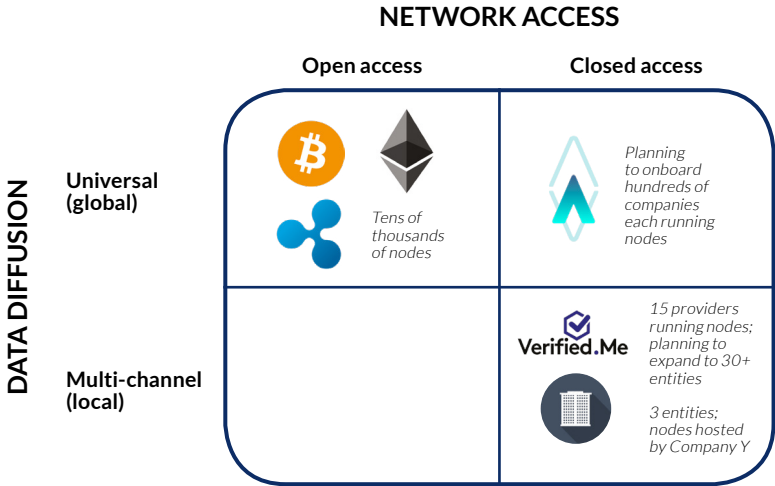 NETWORK ACCESS
Open access
Closed access
DATA DIFFUSION
Universal
(global)
Tens of
thousands
of nodes
Planning
to onboard
hundreds of
companies
each running
nodes
Multi-channel
(local)
Verified.Me
15 providers
running nodes;
planning to
expand to 30+
entities
3 entities;
nodes hosted
by Company Y